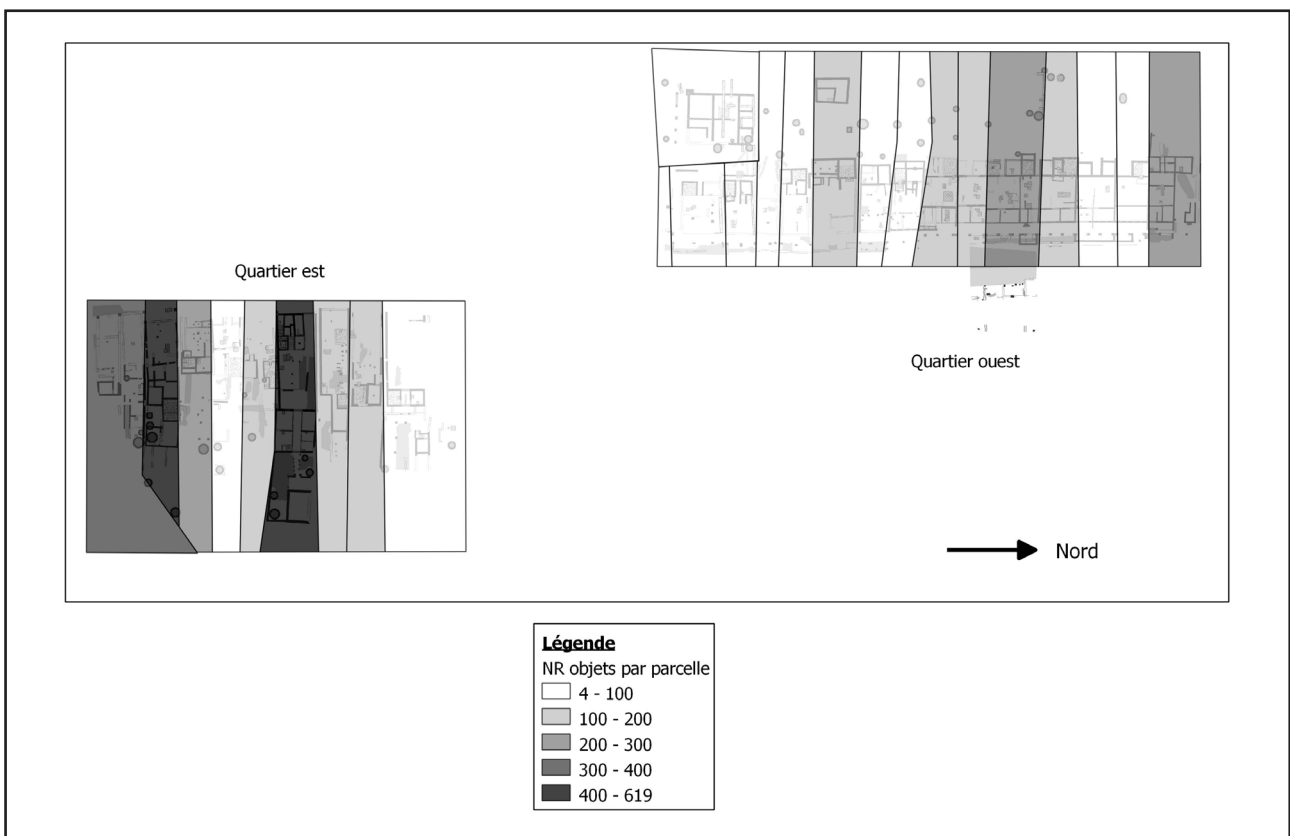 Quartier est
Quartier ouest
Nord
Légende
NR objets par parcelle
4 - 100
100 - 200
200 - 300
300 - 400
400 - 619